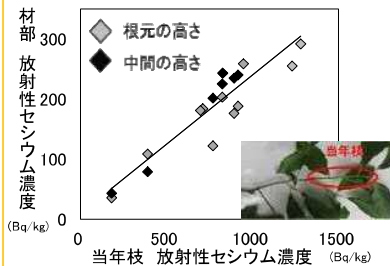 材部 放射性セシウム濃度
(Bq/kg)
300
200
100
0
根元の高さ
中間の高さ
当年枝
0 500 1000 1500
当年枝 放射性セシウム濃度 (Bq/kg)